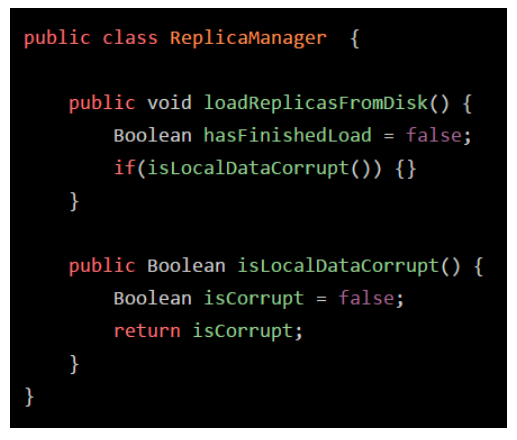 public class ReplicaManager  {
    public void loadReplicasFromDisk() {
        Boolean hasFinishedLoad = false;
        if(isLocalDataCorrupt()) {}
    }
    public Boolean isLocalDataCorrupt() {
        Boolean isCorrupt = false;
        return isCorrupt;
    }
}